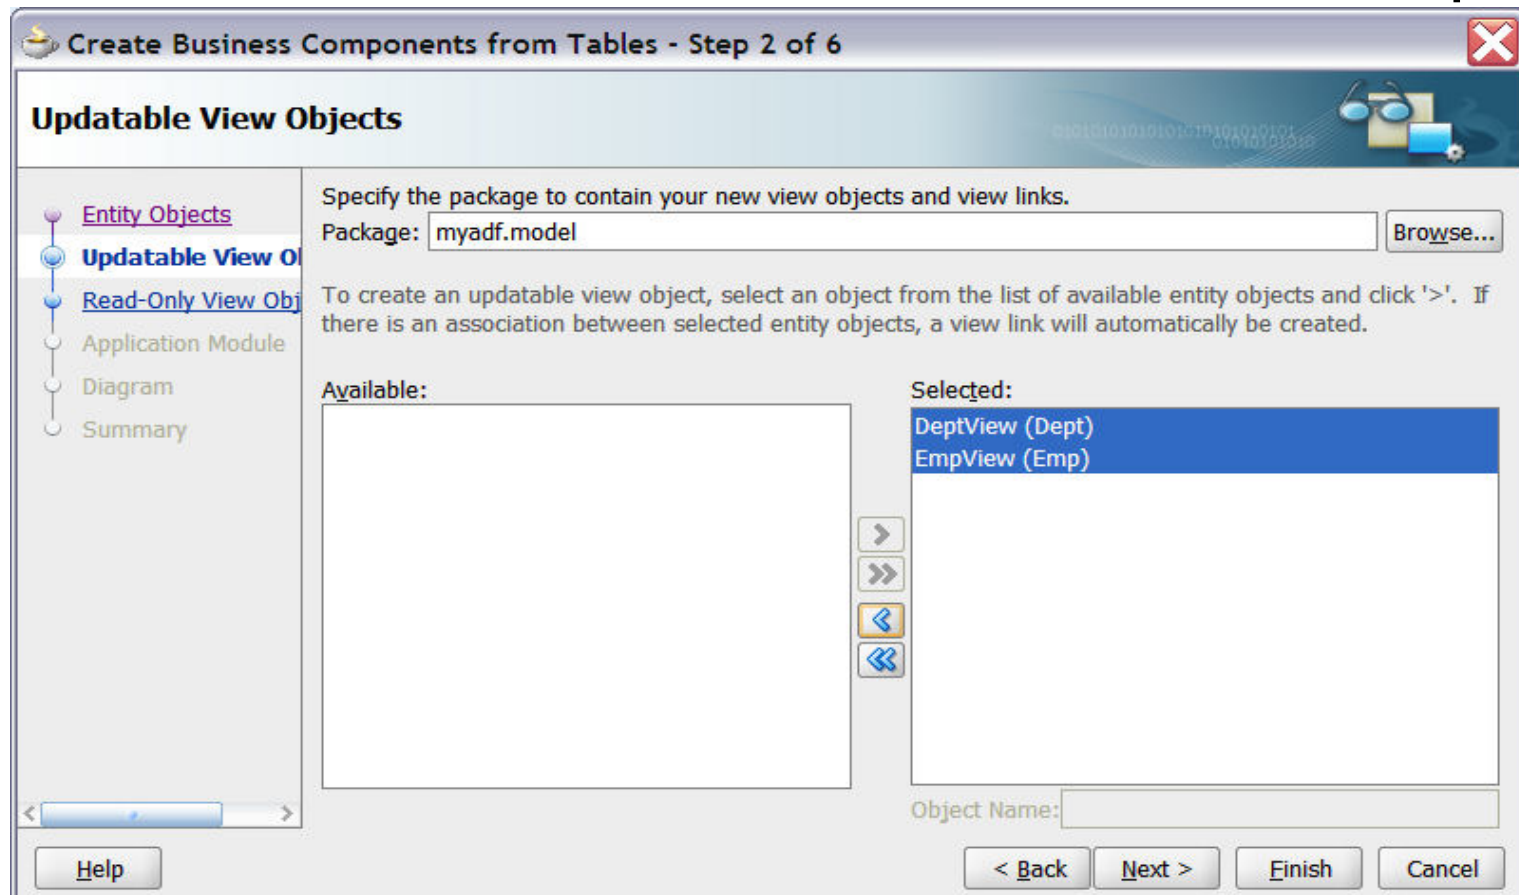 Create Business Components from Tables - Step 2 of 6
Updatable View Objects
Entity Objects
Updatable View Ol
Read-Only View Obj
Application Module
Diagram
Summary
Specify the package to contain your new view objects and view links.
Package: myadf.model Browse...
To create an updatable view object, select an object from the list of available entity objects and click '>'. If
there is an association between selected entity objects, a view link will automatically be created.
Available:
Selected:
DeptView (Dept)
EmpView (Emp)
Object Name:
Help < Back Next > Finish Cancel